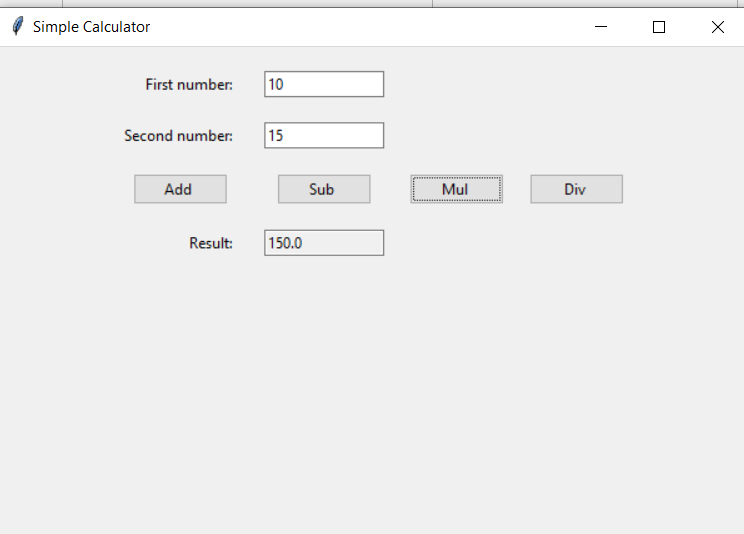 Simple Calculator
First number: 10
Second number: 15
Add Sub Mul Div
Result: 150.0